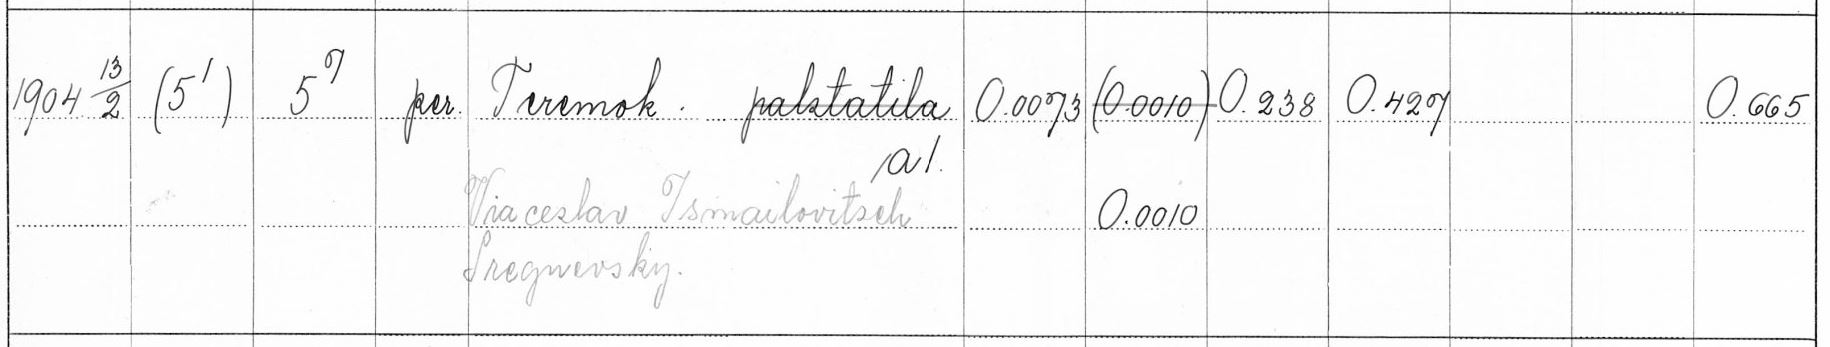 1904 13/2 (5¹) 5⁷ per. Teremok. palstatila 0.0073 (0.0010) 0.238 0.427 0.665
a1.
Viaceslav Ismailovitsch 0.0010
Sregnevsky.